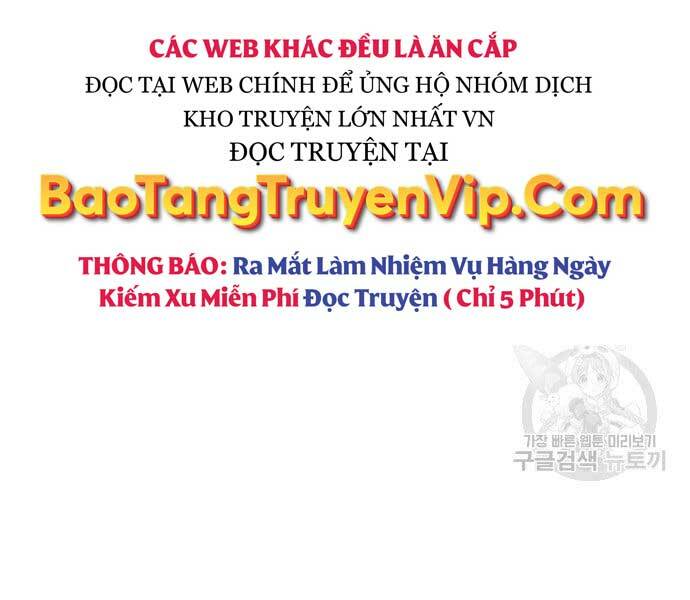 CÁC WEB KHÁC ĐỀU LÀ ĂN CẮP
ĐỌC TẠI WEB CHÍNH ĐỂ ỦNG HỘ NHÓM DỊCH
KHO TRUYỆN LỚN NHẤT VN
ĐỌC TRUYỆN TẠI
BaoTangTruyenVip.Com
THÔNG BÁO: Ra Mắt Làm Nhiệm Vụ Hàng Ngày
Kiếm Xu Miễn Phí Đọc Truyện ( Chỉ 5 Phút)
가장 빠른 웹툰 미리보기
구글검색 뉴토끼